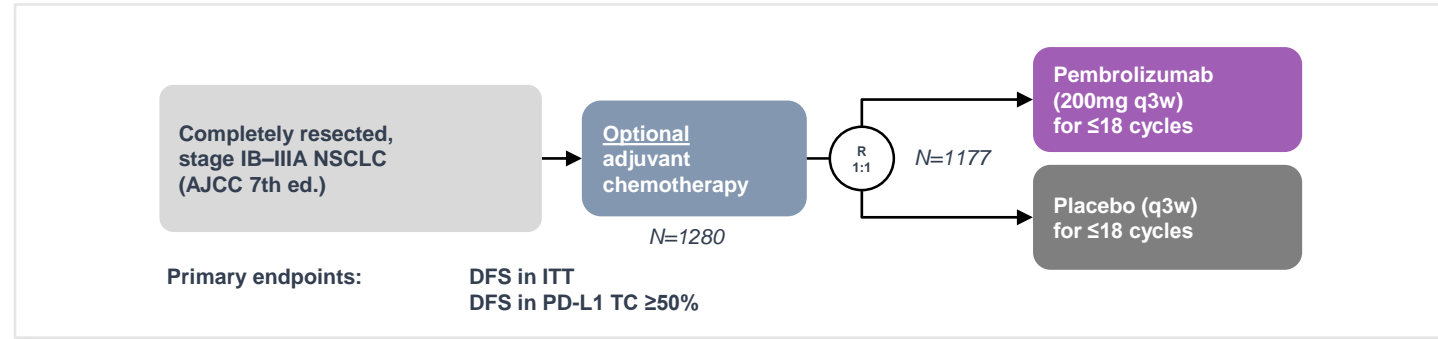 Completely resected,
stage IB–IIIA NSCLC
(AJCC 7th ed.)
Optional
adjuvant
chemotherapy
N=1280
R
1:1
N=1177
Pembrolizumab
(200mg q3w)
for ≤18 cycles
Placebo (q3w)
for ≤18 cycles
Primary endpoints:
DFS in ITT
DFS in PD-L1 TC ≥50%